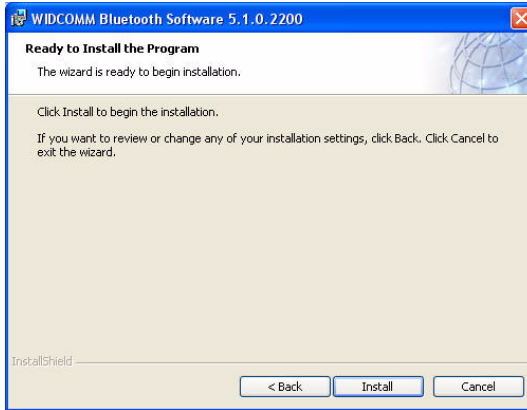 WIDCOMM Bluetooth Software 5.1.0.2200
Ready to Install the Program
The wizard is ready to begin installation.
Click Install to begin the installation.
If you want to review or change any of your installation settings, click Back. Click Cancel to
exit the wizard.
InstallShield
< Back Install Cancel